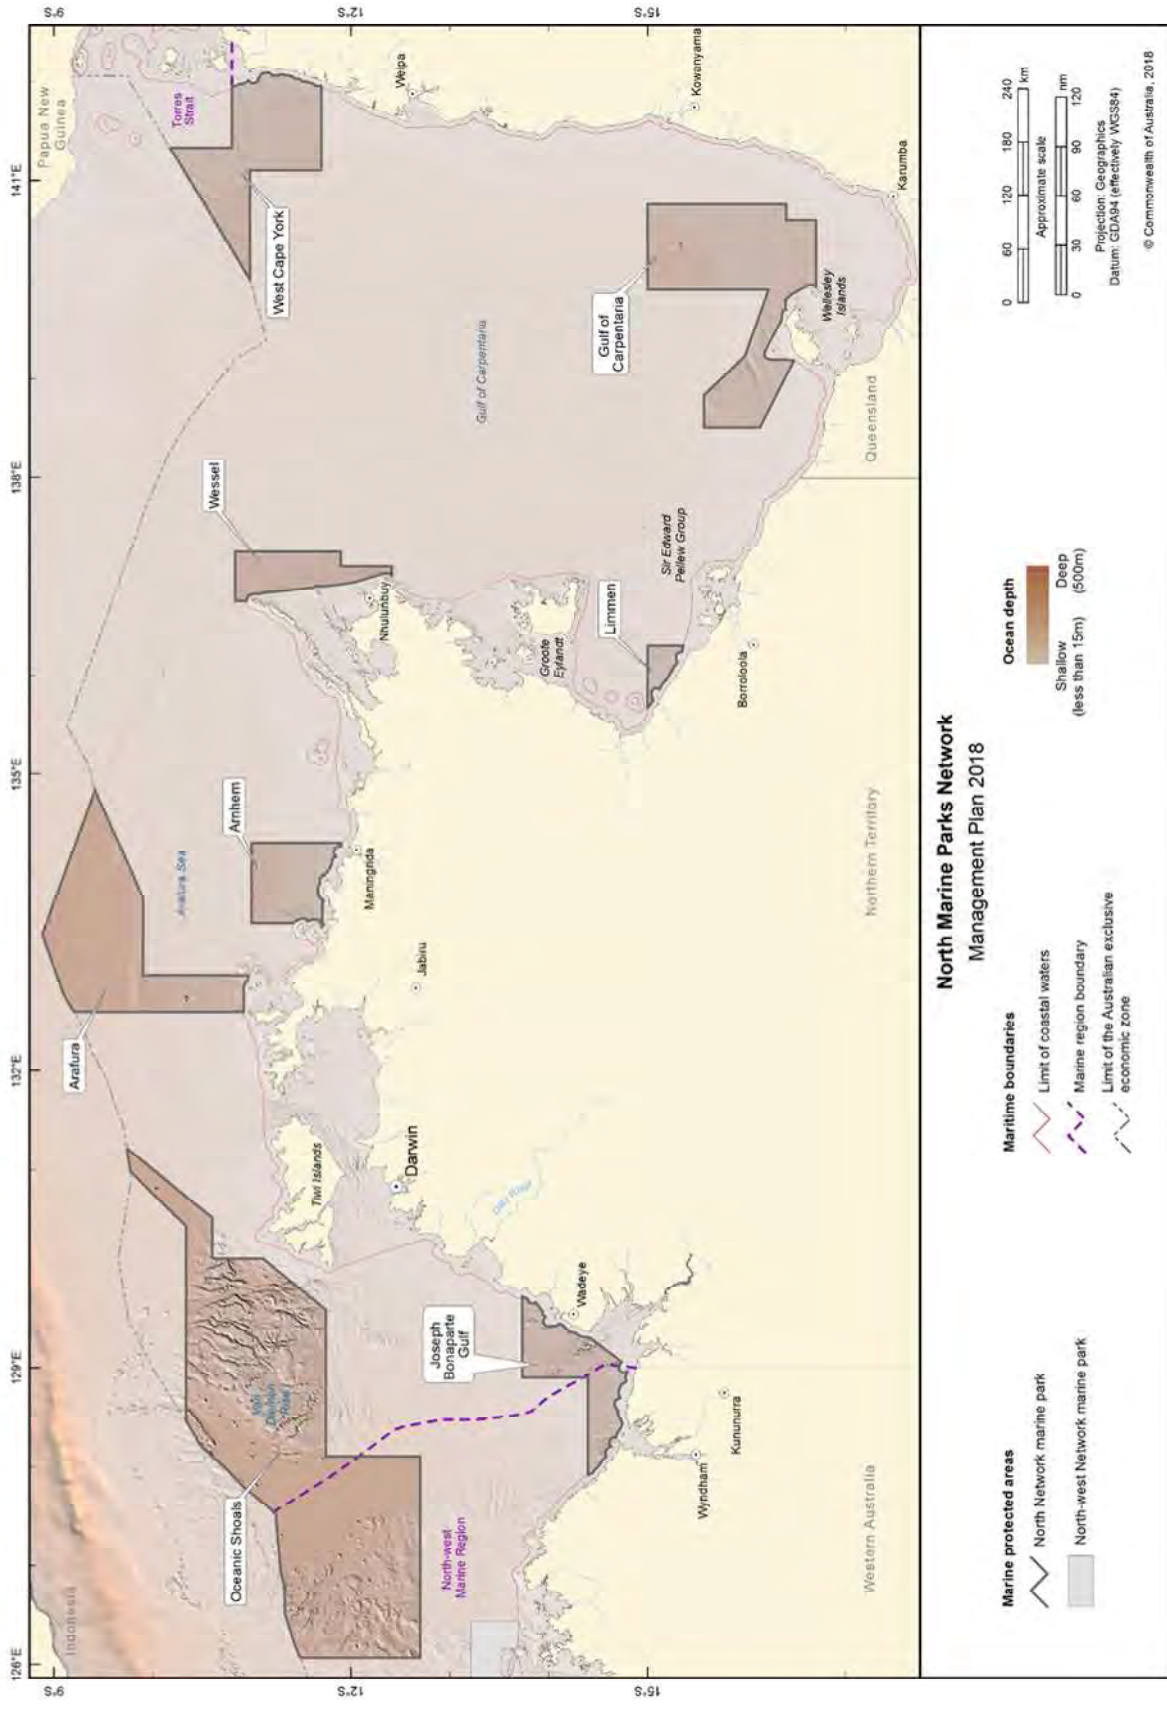 126°E
129°E
132°E
135°E
138°E
141°E
9°S
9°S
Indonesia
Papua New
Guinea
Arafura
Torres
Strait
Arafura Sea
Arnhem
Wessel
West Cape York
Oceanic Shoals
Tiwi Islands
12°S
12°S
Nhulunbuy
Maningrida
Weipa
Darwin
Jabiru
North-west
Marine Region
Joseph
Bonaparte
Gulf
Gulf of Carpentaria
Wadeye
Groote
Eylandt
Limmen
Gulf of
Carpentaria
15°S
15°S
Sir Edward
Pellew Group
Wyndham
Kununurra
Borroloola
Kowanyama
Wellesley
Islands
Karumba
Western Australia
Northern Territory
Queensland
North Marine Parks Network
Management Plan 2018
Marine protected areas
North Network marine park
North-west Network marine park
Maritime boundaries
Limit of coastal waters
Marine region boundary
Limit of the Australian exclusive
economic zone
Ocean depth
Shallow Deep
(less than 15m) (500m)
0 60 120 180 240
km
Approximate scale
nm
0 30 60 90 120
Projection: Geographics
Datum: GDA94 (effectively WGS84)
© Commonwealth of Australia, 2018